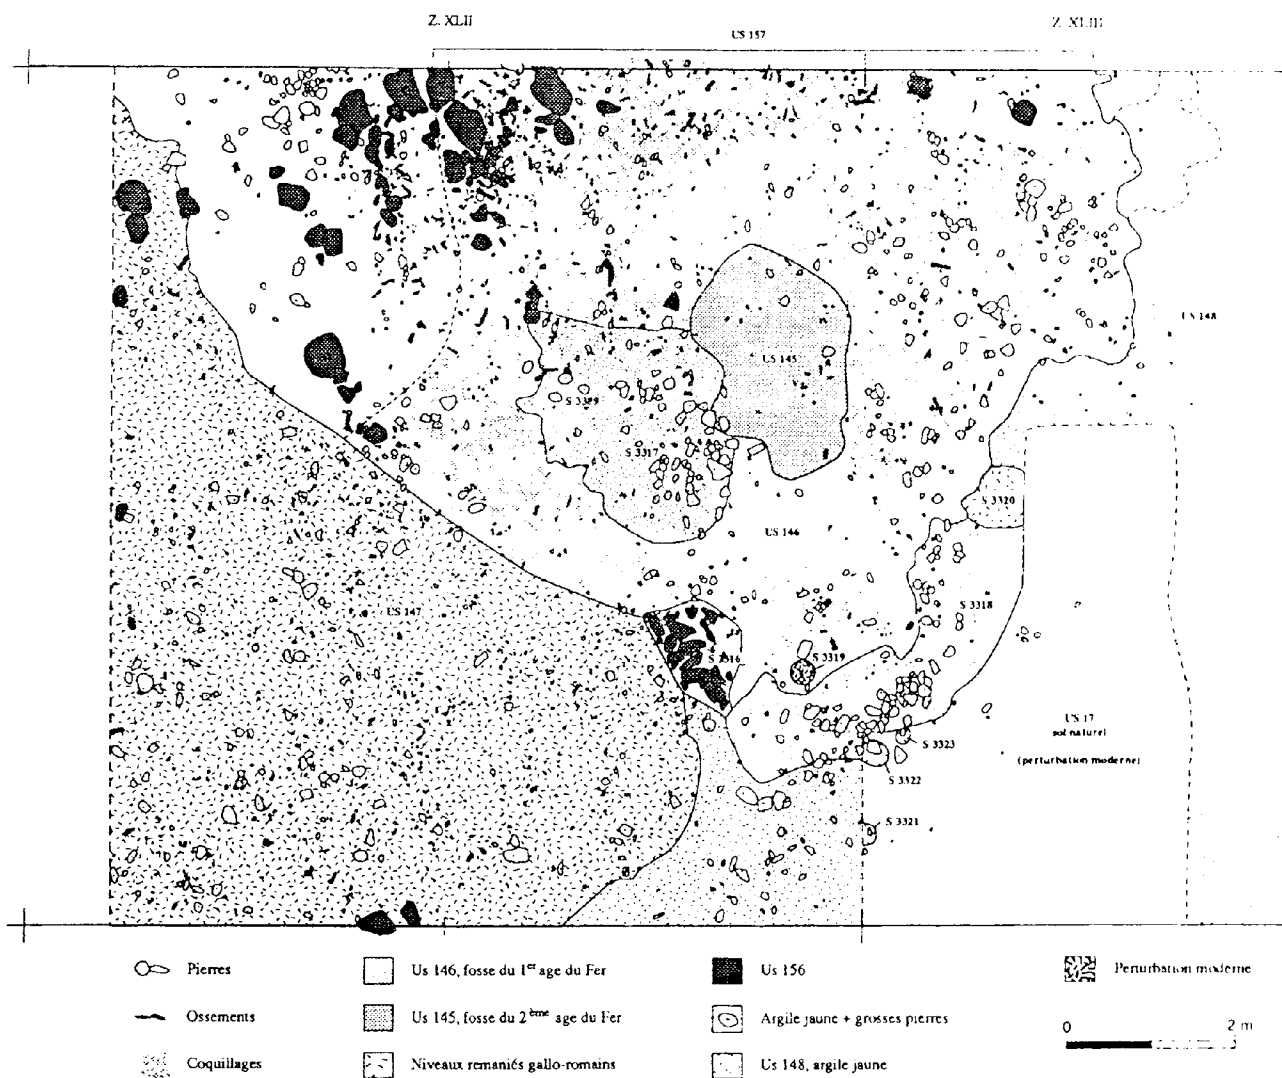 Z. XLII
Z. XLIII
US 157
US 148
US 145
S 3317
S 3320
US 146
US 147
S 3318
S 3316
S 3319
US 17
sol naturel
(perturbation moderne)
S 3323
S 3322
S 3321
Pierres
Us 146, fosse du 1er age du Fer
Us 156
Perturbation moderne
Ossements
Us 145, fosse du 2ème age du Fer
Argile jaune + grosses pierres
0 2 m
Coquillages
Niveaux remaniés gallo-romains
Us 148, argile jaune